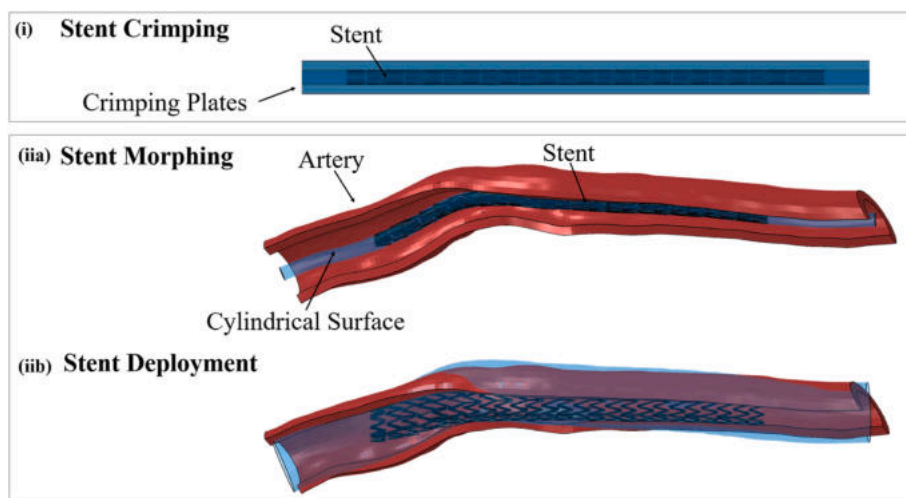 (i) Stent Crimping
Stent
Crimping Plates
(iia) Stent Morphing
Artery
Stent
Cylindrical Surface
(iib) Stent Deployment